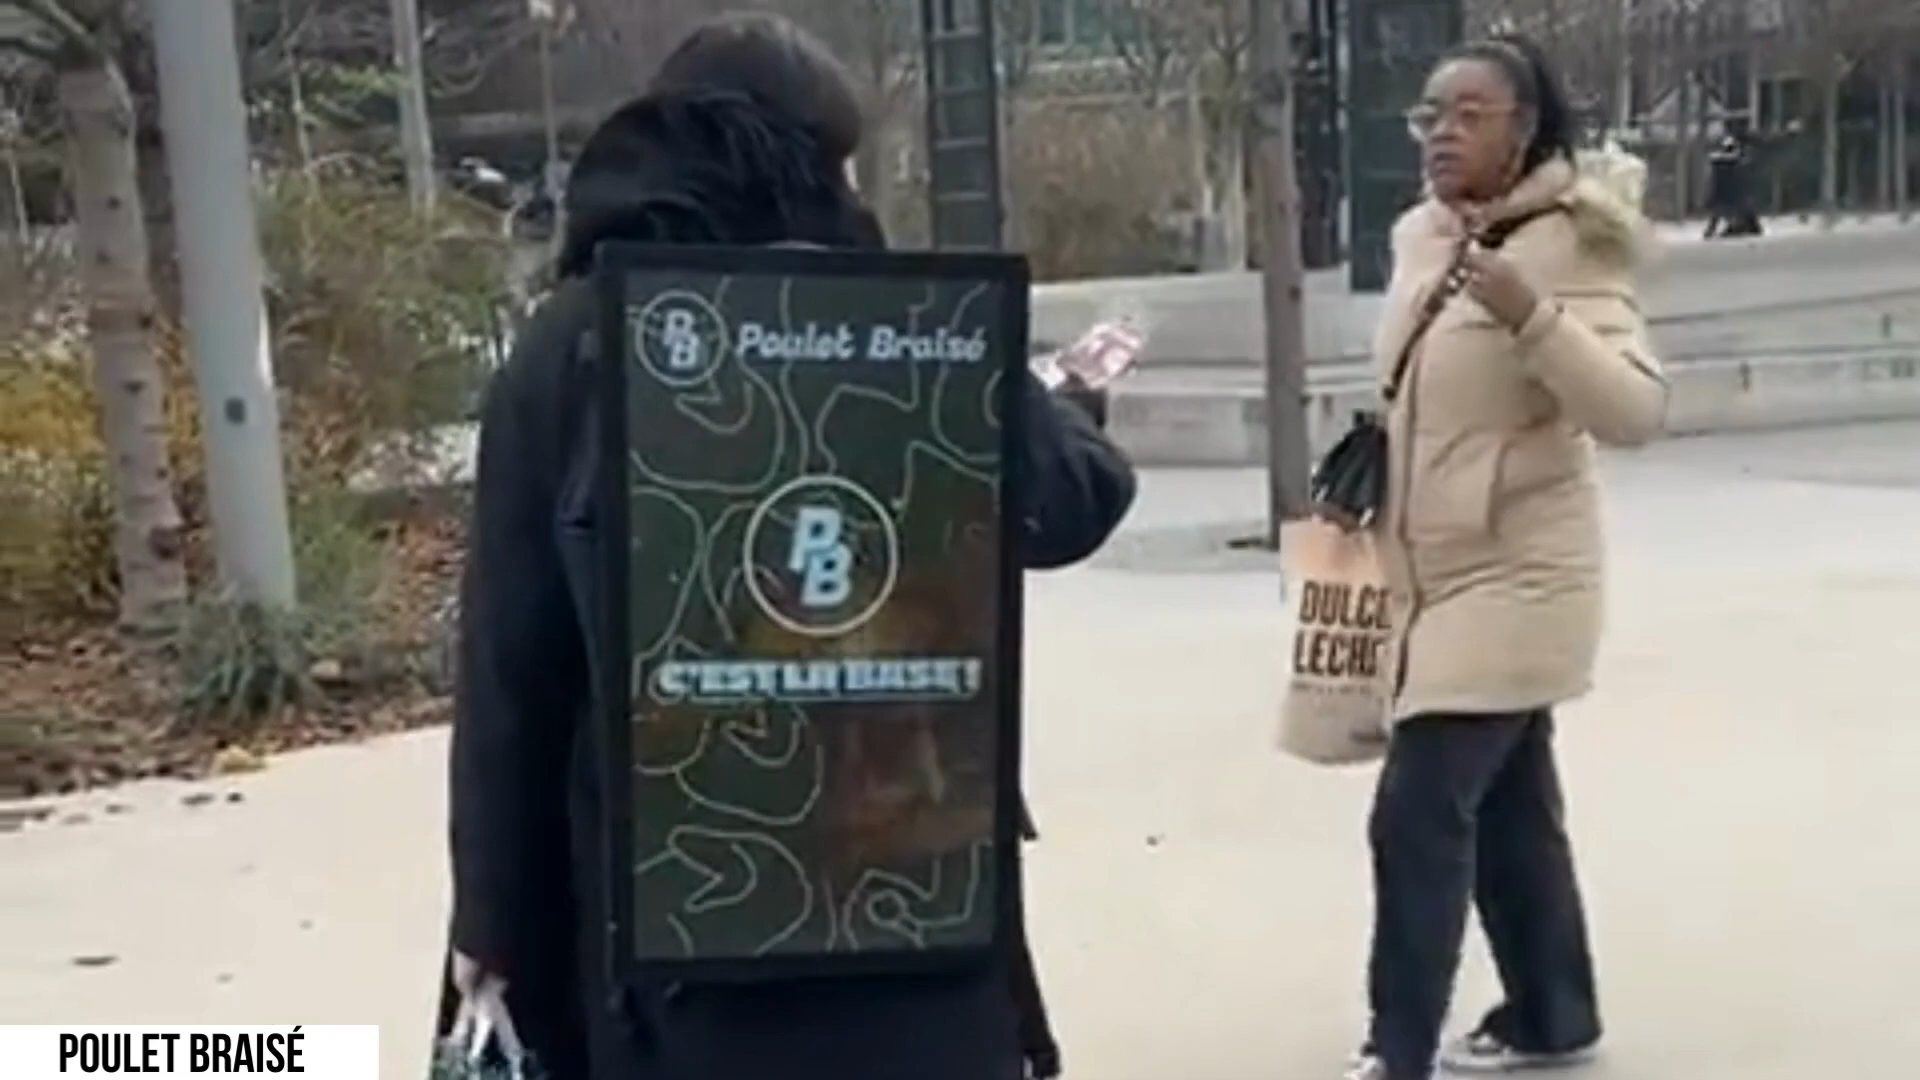 PB Poulet Braisé
PB
C'EST LA BASE!
DULCE
LECHE
POULET BRAISÉ